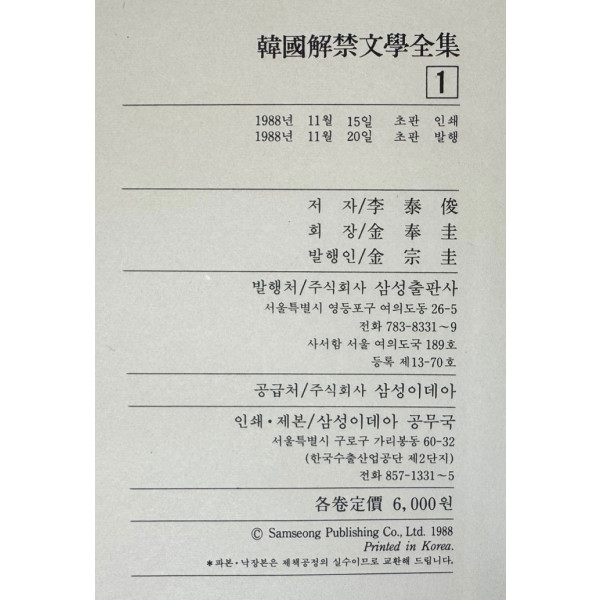 韓國解禁文學全集
1
1988년 11월 15일 초판 인쇄
1988년 11월 20일 초판 발행
저 자/李 泰 俊
회 장/金 奉 圭
발행인/金 宗 圭
발행처/주식회사 삼성출판사
서울특별시 영등포구 여의도동 26-5
전화 783-8331～9
사서함 서울 여의도국 189호
등록 제13-70호
공급처/주식회사 삼성이데아
인쇄·제본/삼성이데아 공무국
서울특별시 구로구 가리봉동 60-32
(한국수출산업공단 제2단지)
전화 857-1331～5
各卷定價 6,000원
© Samseong Publishing Co., Ltd. 1988
Printed in Korea.
*파본·낙장본은 제책공정의 실수이므로 교환해 드립니다.